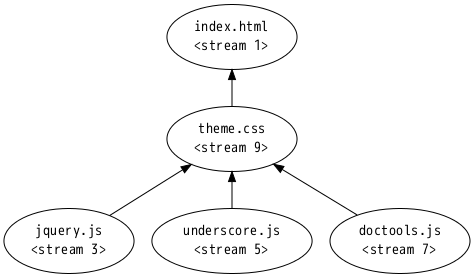 index.html
<stream 1>
theme.css
<stream 9>
jquery.js
<stream 3>
underscore.js
<stream 5>
doctools.js
<stream 7>